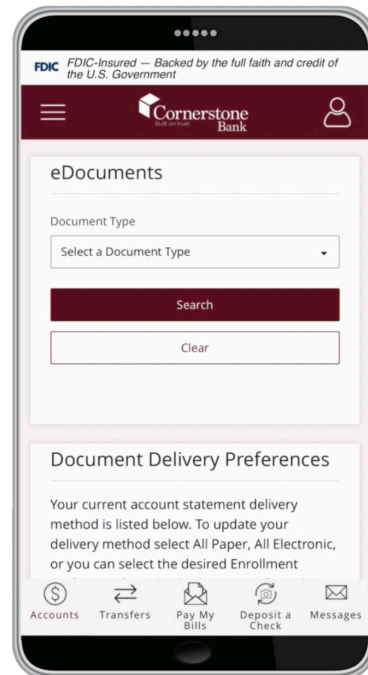 FDIC FDIC-Insured — Backed by the full faith and credit of
the U.S. Government
Cornerstone
Built on trust. Bank
eDocuments
Document Type
Select a Document Type
Search
Clear
Document Delivery Preferences
Your current account statement delivery
method is listed below. To update your
delivery method select All Paper, All Electronic,
or you can select the desired Enrollment
Accounts Transfers Pay My Bills Deposit a Check Messages